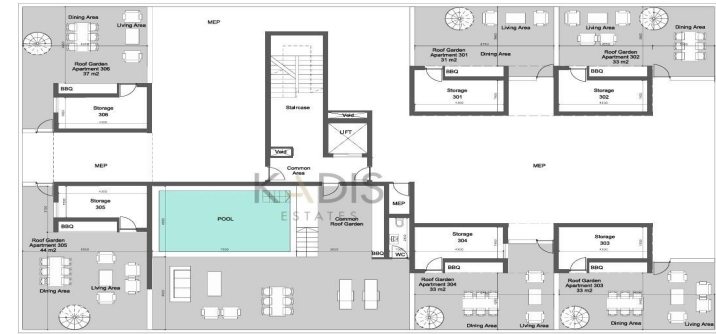 Dining Area
Living Area
Roof Garden
Apartment 306
37 m2
BBQ
Storage
306
MEP
Staircase
Void
LIFT
Void
Common
Area
Living Area
Roof Garden
Apartment 301
31 m2
Dining Area
BBQ
Storage
301
Living Area
Dining Area
Roof Garden
Apartment 302
33 m2
BBQ
Storage
302
MEP
MEP
Storage
305
BBQ
Roof Garden
Apartment 305
44 m2
Dining Area
Living Area
POOL
KADIS
ESTATES
Common
Roof Garden
MEP
BBQ
WC
Storage
304
BBQ
Roof Garden
Apartment 304
33 m2
Dining Area
Living Area
Storage
303
BBQ
Roof Garden
Apartment 303
33 m2
Dining Area
Living Area